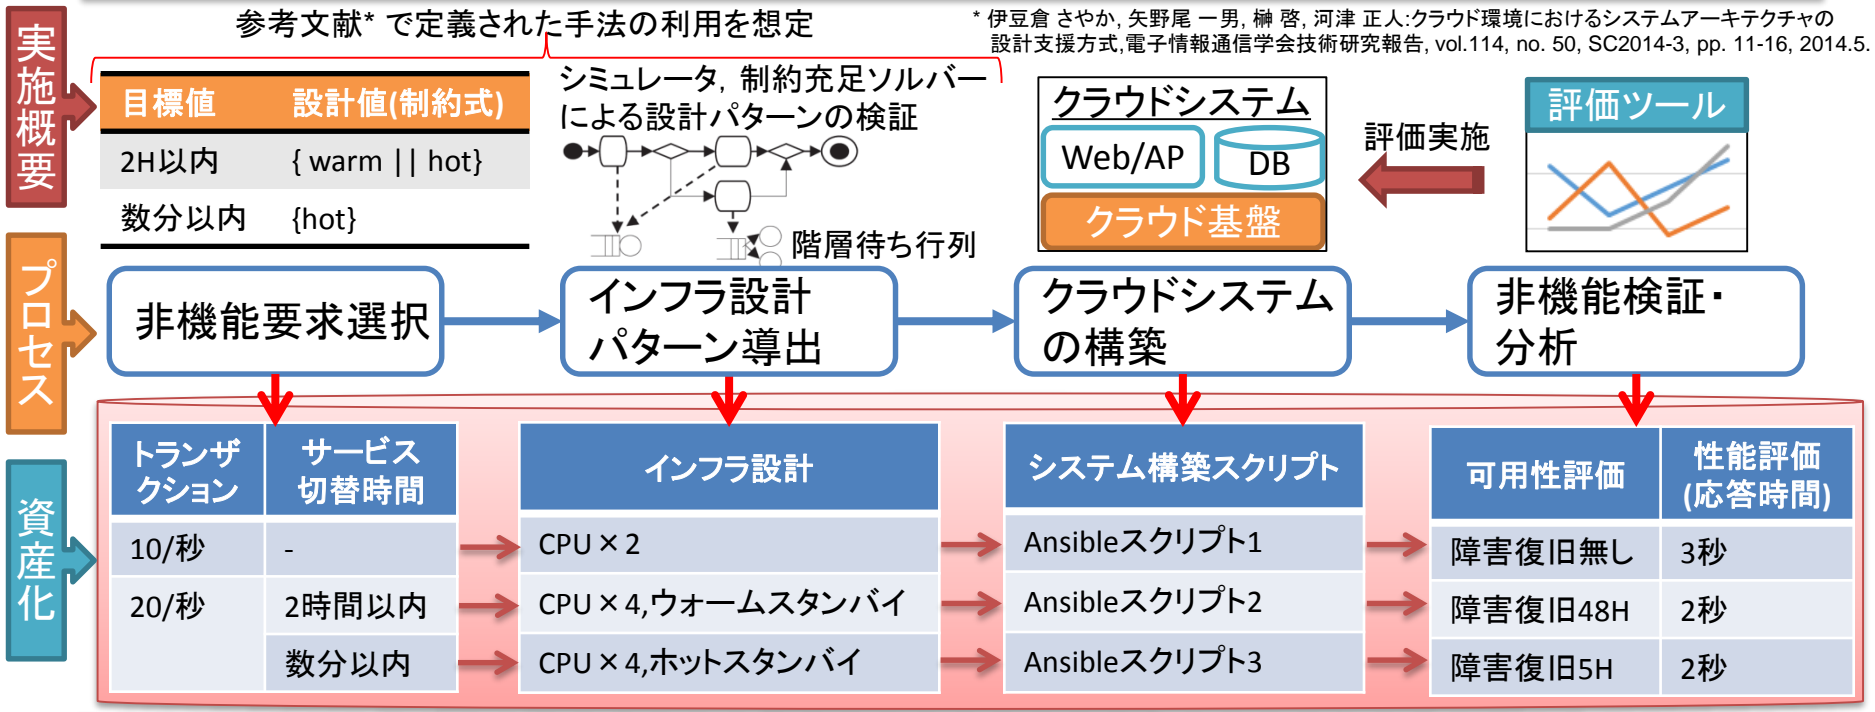 参考文献* で定義された手法の利用を想定
* 伊豆倉 さやか, 矢野尾 一男, 榊 啓, 河津 正人:クラウド環境におけるシステムアーキテクチャの
設計支援方式,電子情報通信学会技術研究報告, vol.114, no. 50, SC2014-3, pp. 11-16, 2014.5.
実施概要
目標値 設計値(制約式)
2H以内 { warm || hot}
数分以内 {hot}
シミュレータ, 制約充足ソルバー
による設計パターンの検証
階層待ち行列
クラウドシステム
Web/AP DB
クラウド基盤
評価実施
評価ツール
プロセス
非機能要求選択
インフラ設計
パターン導出
クラウドシステム
の構築
非機能検証・
分析
資産化
トランザ
クション
サービス
切替時間
インフラ設計
システム構築スクリプト
可用性評価
性能評価
(応答時間)
10/秒 - CPU×2 Ansibleスクリプト1 障害復旧無し 3秒
20/秒 2時間以内 CPU×4,ウォームスタンバイ Ansibleスクリプト2 障害復旧48H 2秒
数分以内 CPU×4,ホットスタンバイ Ansibleスクリプト3 障害復旧5H 2秒